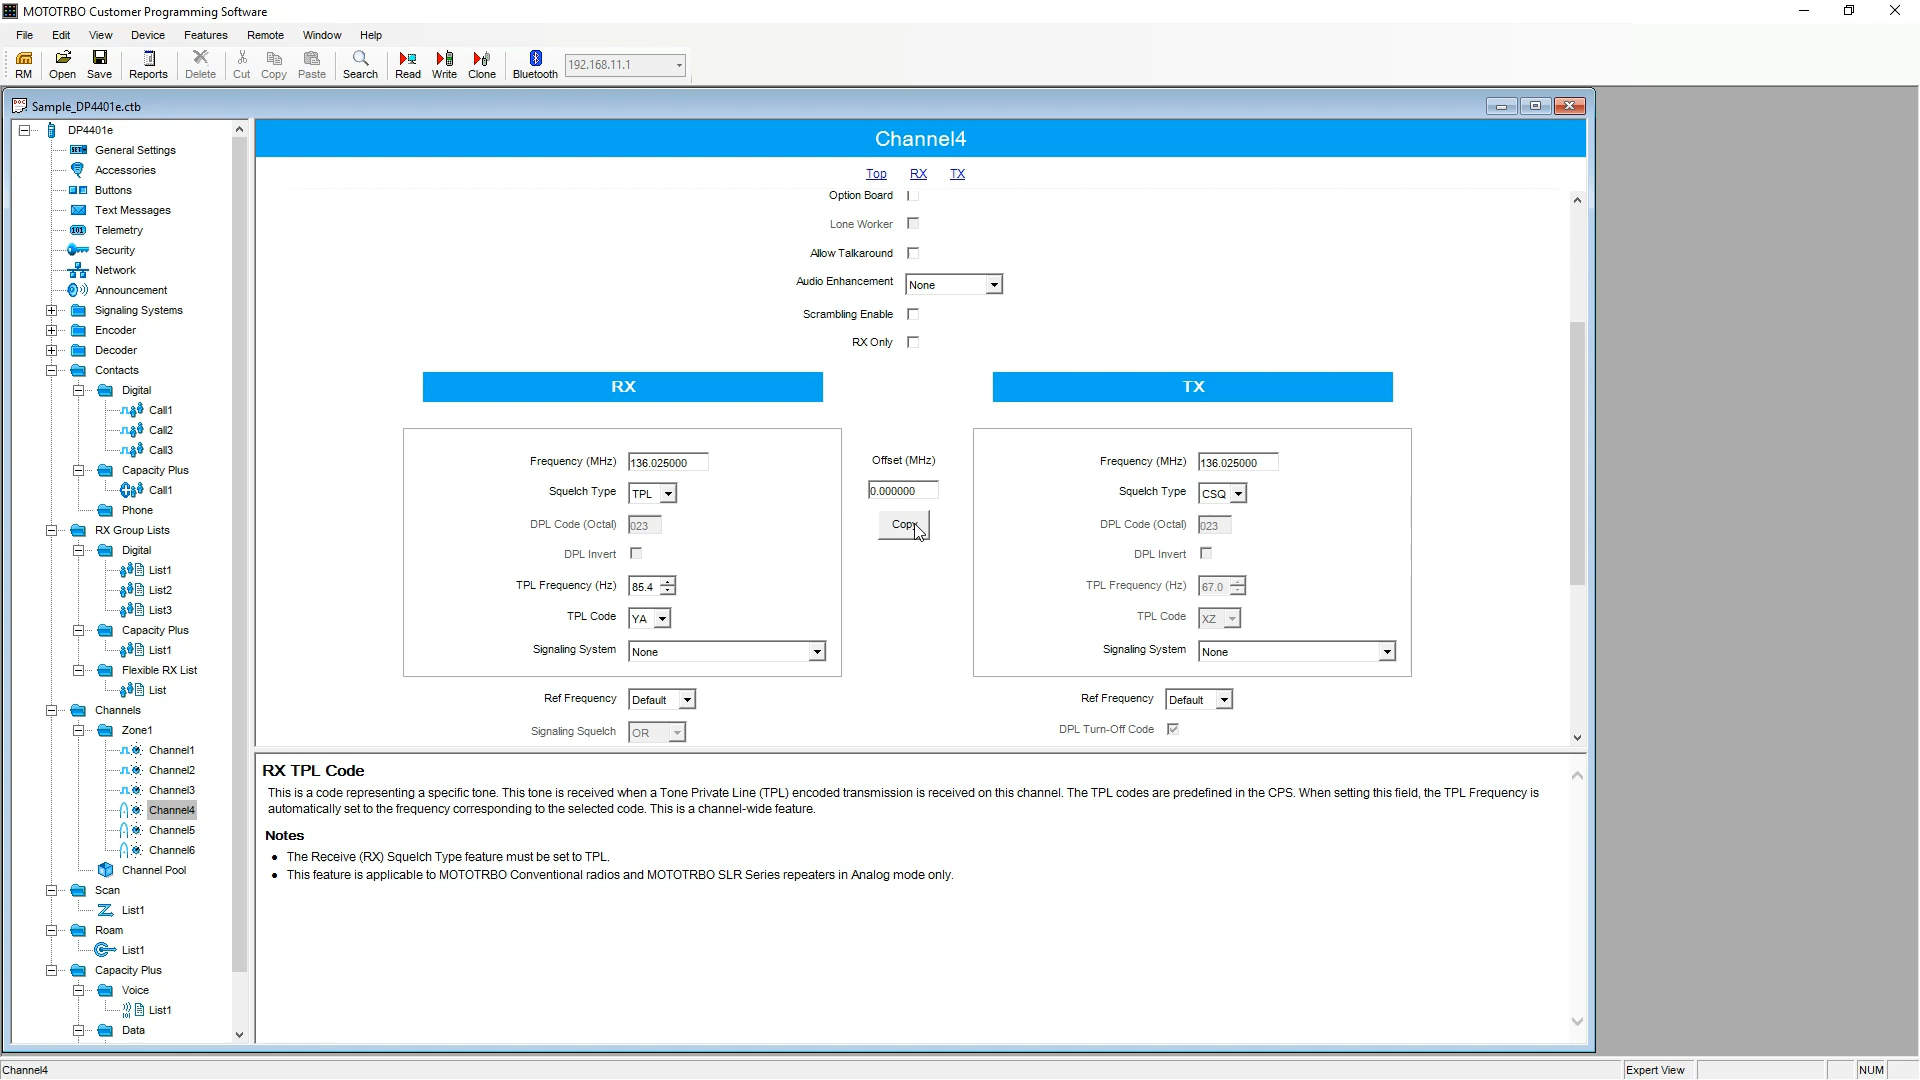 MOTOTRBO Customer Programming Software
File Edit View Device Features Remote Window Help
RM Open Save Reports Delete Cut Copy Paste Search Read Write Clone Bluetooth 192.168.11.1
Sample_DP4401e.ctb
DP4401e
General Settings
Accessories
Buttons
Text Messages
Telemetry
Security
Network
Announcement
Signaling Systems
Encoder
Decoder
Contacts
Digital
Call1
Call2
Call3
Capacity Plus
Call1
Phone
RX Group Lists
Digital
List1
List2
List3
Capacity Plus
List1
Flexible RX List
List
Channels
Zone1
Channel1
Channel2
Channel3
Channel4
Channel5
Channel6
Channel Pool
Scan
List1
Roam
List1
Capacity Plus
Voice
List1
Data
Channel4
Top RX TX
Option Board
Lone Worker
Allow Talkaround
Audio Enhancement None
Scrambling Enable
RX Only
RX
Frequency (MHz) 136.025000
Squelch Type TPL
DPL Code (Octal) 023
DPL Invert
TPL Frequency (Hz) 85.4
TPL Code YA
Signaling System None
Ref Frequency Default
Signaling Squelch OR
Offset (MHz)
0.000000
Copy
TX
Frequency (MHz) 136.025000
Squelch Type CSQ
DPL Code (Octal) 023
DPL Invert
TPL Frequency (Hz) 67.0
TPL Code XZ
Signaling System None
Ref Frequency Default
DPL Turn-Off Code
RX TPL Code
This is a code representing a specific tone. This tone is received when a Tone Private Line (TPL) encoded transmission is received on this channel. The TPL codes are predefined in the CPS. When setting this field, the TPL Frequency is
automatically set to the frequency corresponding to the selected code. This is a channel-wide feature.
Notes
• The Receive (RX) Squelch Type feature must be set to TPL.
• This feature is applicable to MOTOTRBO Conventional radios and MOTOTRBO SLR Series repeaters in Analog mode only.
Channel4 Expert View NUM